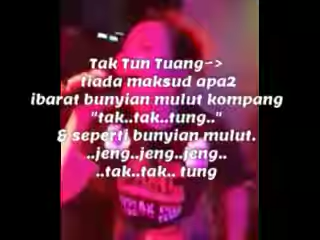 Tak Tun Tuang~>
tiada maksud apa2
ibarat bunyian mulut kompang
"tak..tak..tung.."
& seperti bunyian mulut.
..jeng..jeng..jeng..
..tak..tak.. tung